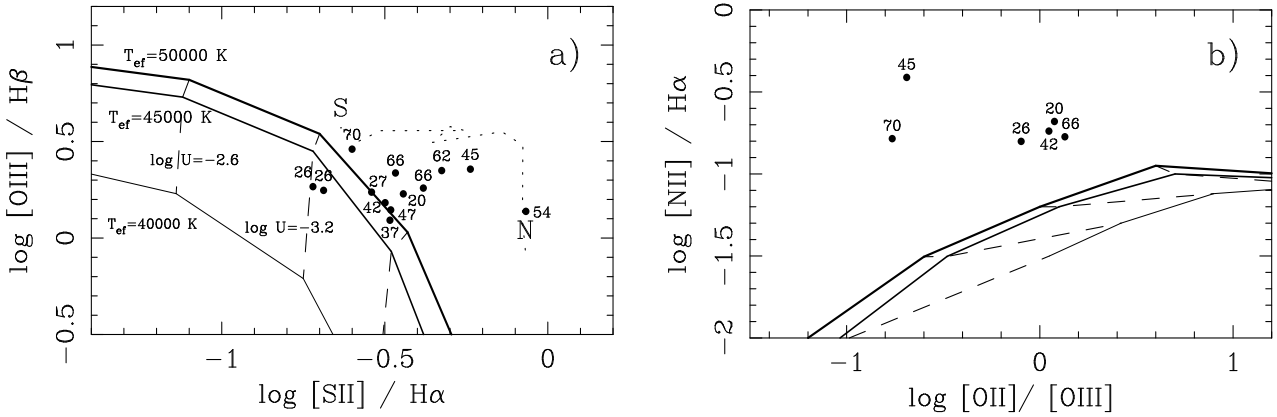 a)
T_ef=50000 K
T_ef=45000 K
T_ef=40000 K
log U=−2.6
log U=−3.2
S
N
70
66
62
45
26
26
27
66
20
42
47
37
54
1
0.5
0
−0.5
−1
−0.5
0
log [OIII] / Hβ
log [SII] / Hα
b)
45
70
26
20
66
42
0
−0.5
−1
−1.5
−2
−1
0
1
log [NII] / Hα
log [OII]/ [OIII]